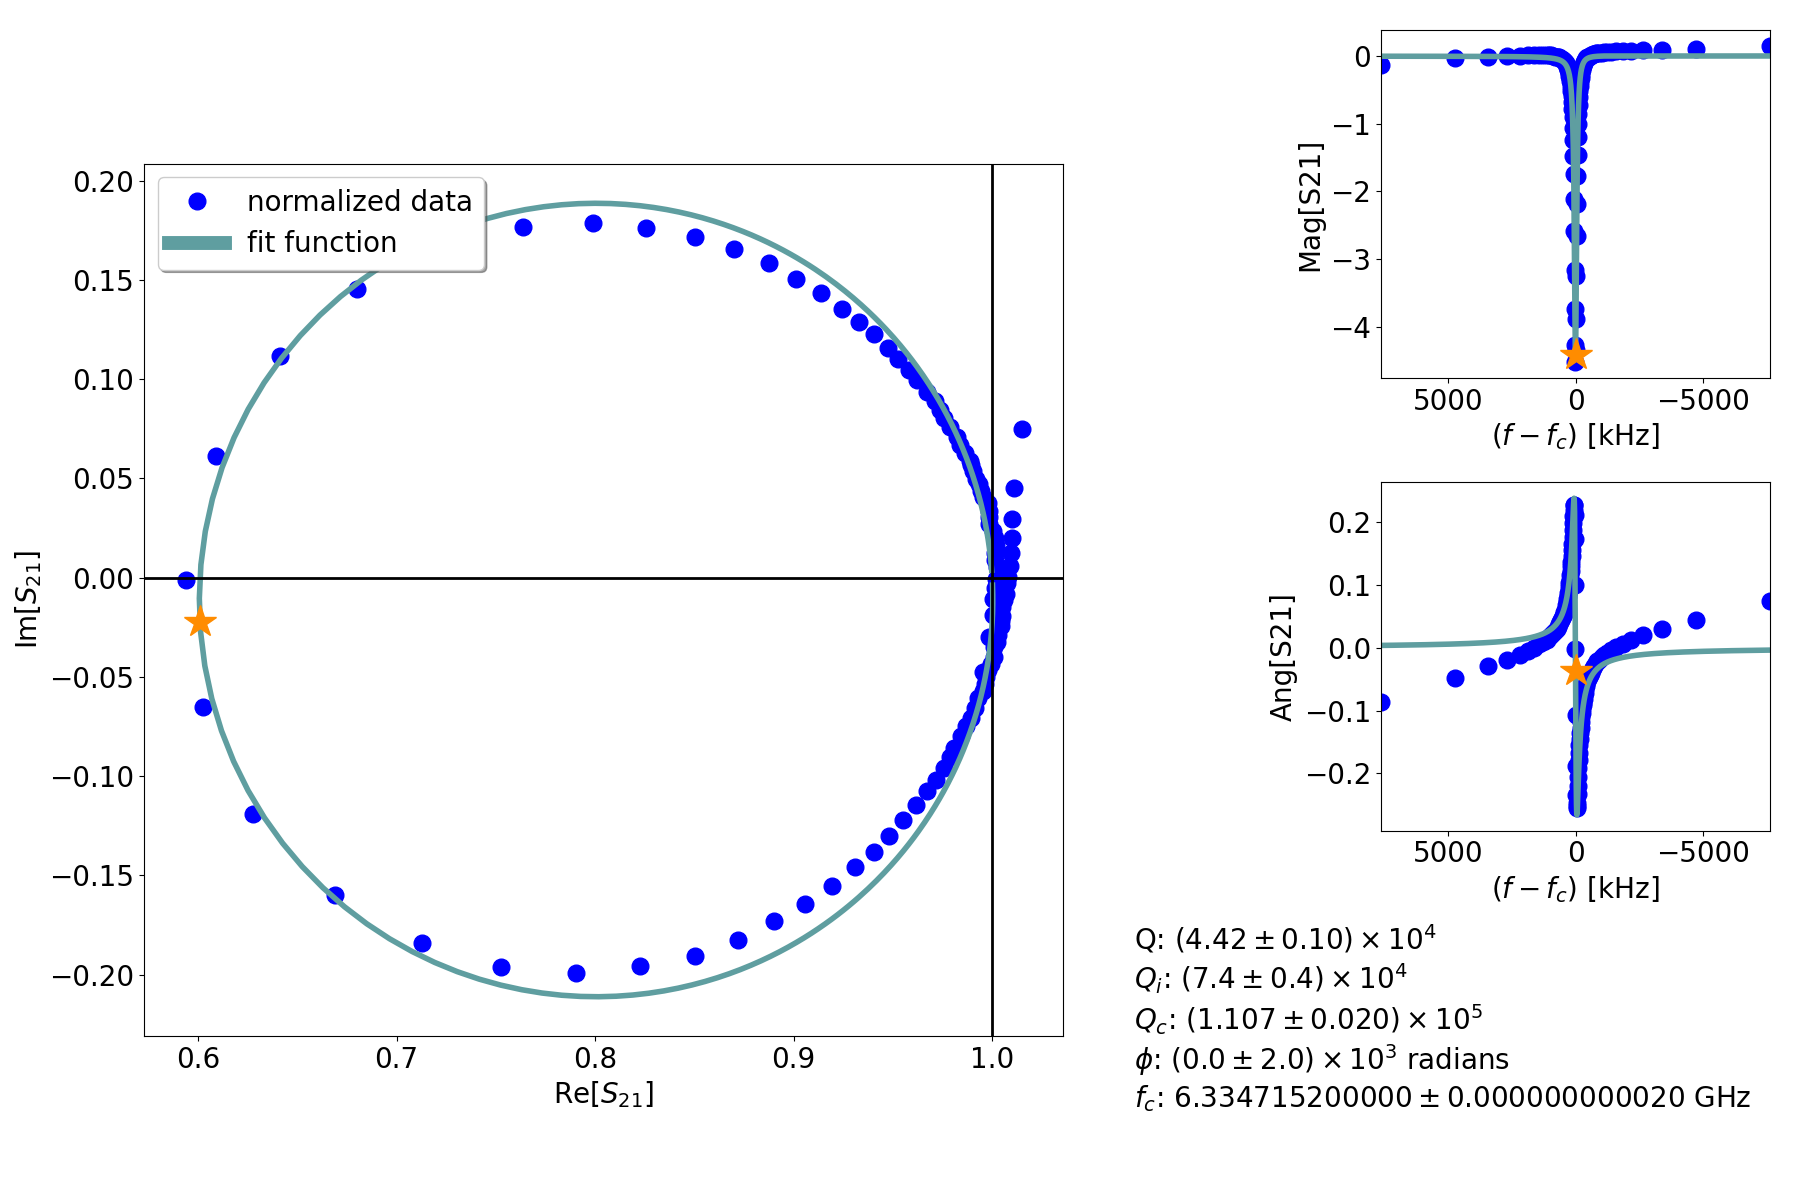 normalized data
fit function
0.20
0.15
0.10
0.05
0.00
−0.05
−0.10
−0.15
−0.20
Im[S21]
0.6
0.7
0.8
0.9
1.0
Re[S21]
0
−1
−2
−3
−4
Mag[S21]
5000
0
−5000
(f − fc) [kHz]
0.2
0.1
0.0
−0.1
−0.2
Ang[S21]
5000
0
−5000
(f − fc) [kHz]
Q: (4.42 ± 0.10) × 10^4
Qi: (7.4 ± 0.4) × 10^4
Qc: (1.107 ± 0.020) × 10^5
ϕ: (0.0 ± 2.0) × 10^3 radians
fc: 6.334715200000 ± 0.000000000020 GHz